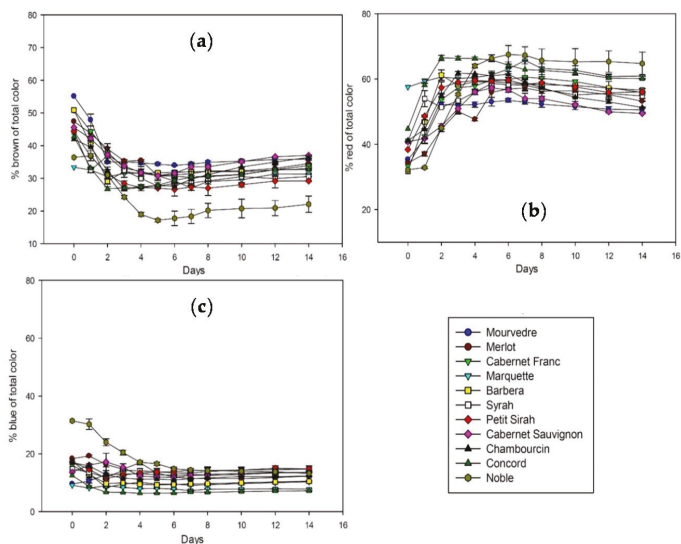 (a)
% brown of total color
80
70
60
50
40
30
20
10
0 2 4 6 8 10 12 14 16
Days
(b)
% red of total color
80
60
40
20
0 2 4 6 8 10 12 14 16
Days
(c)
% blue of total color
80
60
40
20
0
0 2 4 6 8 10 12 14 16
Days
Mourvedre
Merlot
Cabernet Franc
Marquette
Barbera
Syrah
Petit Sirah
Cabernet Sauvignon
Chambourcin
Concord
Noble